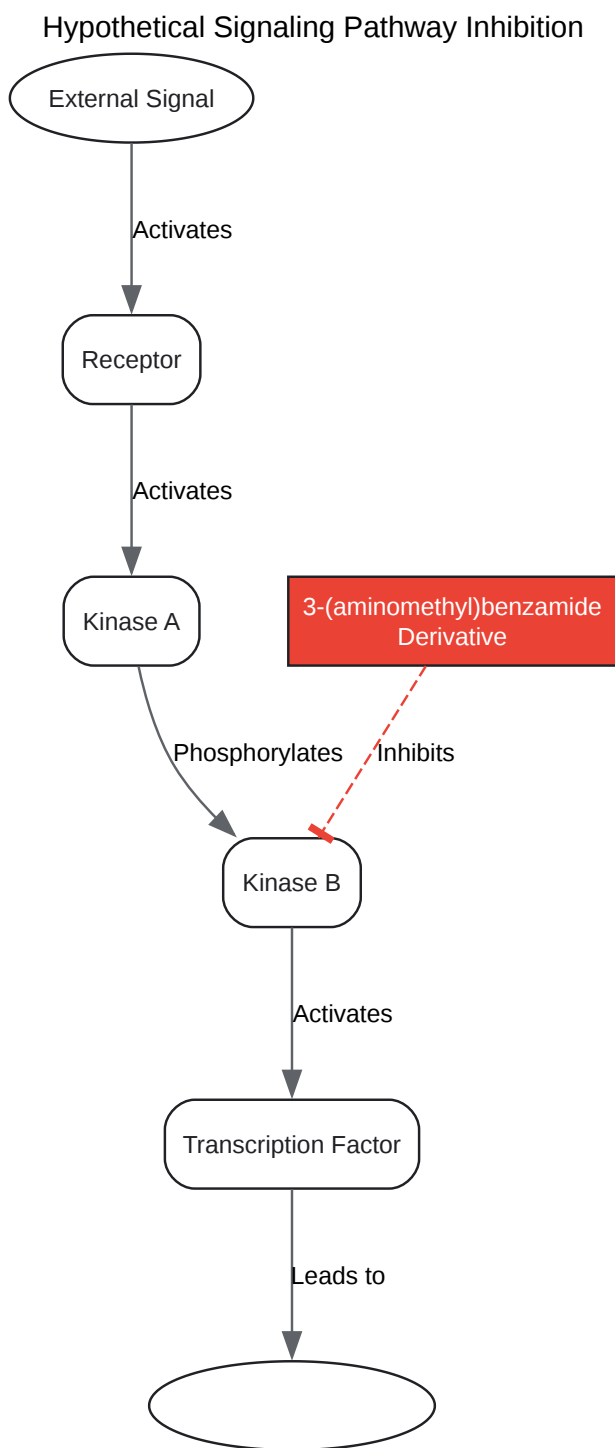 Hypothetical Signaling Pathway Inhibition
External Signal
Activates
Receptor
Activates
Kinase A
3-(aminomethyl)benzamide
Derivative
Phosphorylates
Inhibits
Kinase B
Activates
Transcription Factor
Leads to